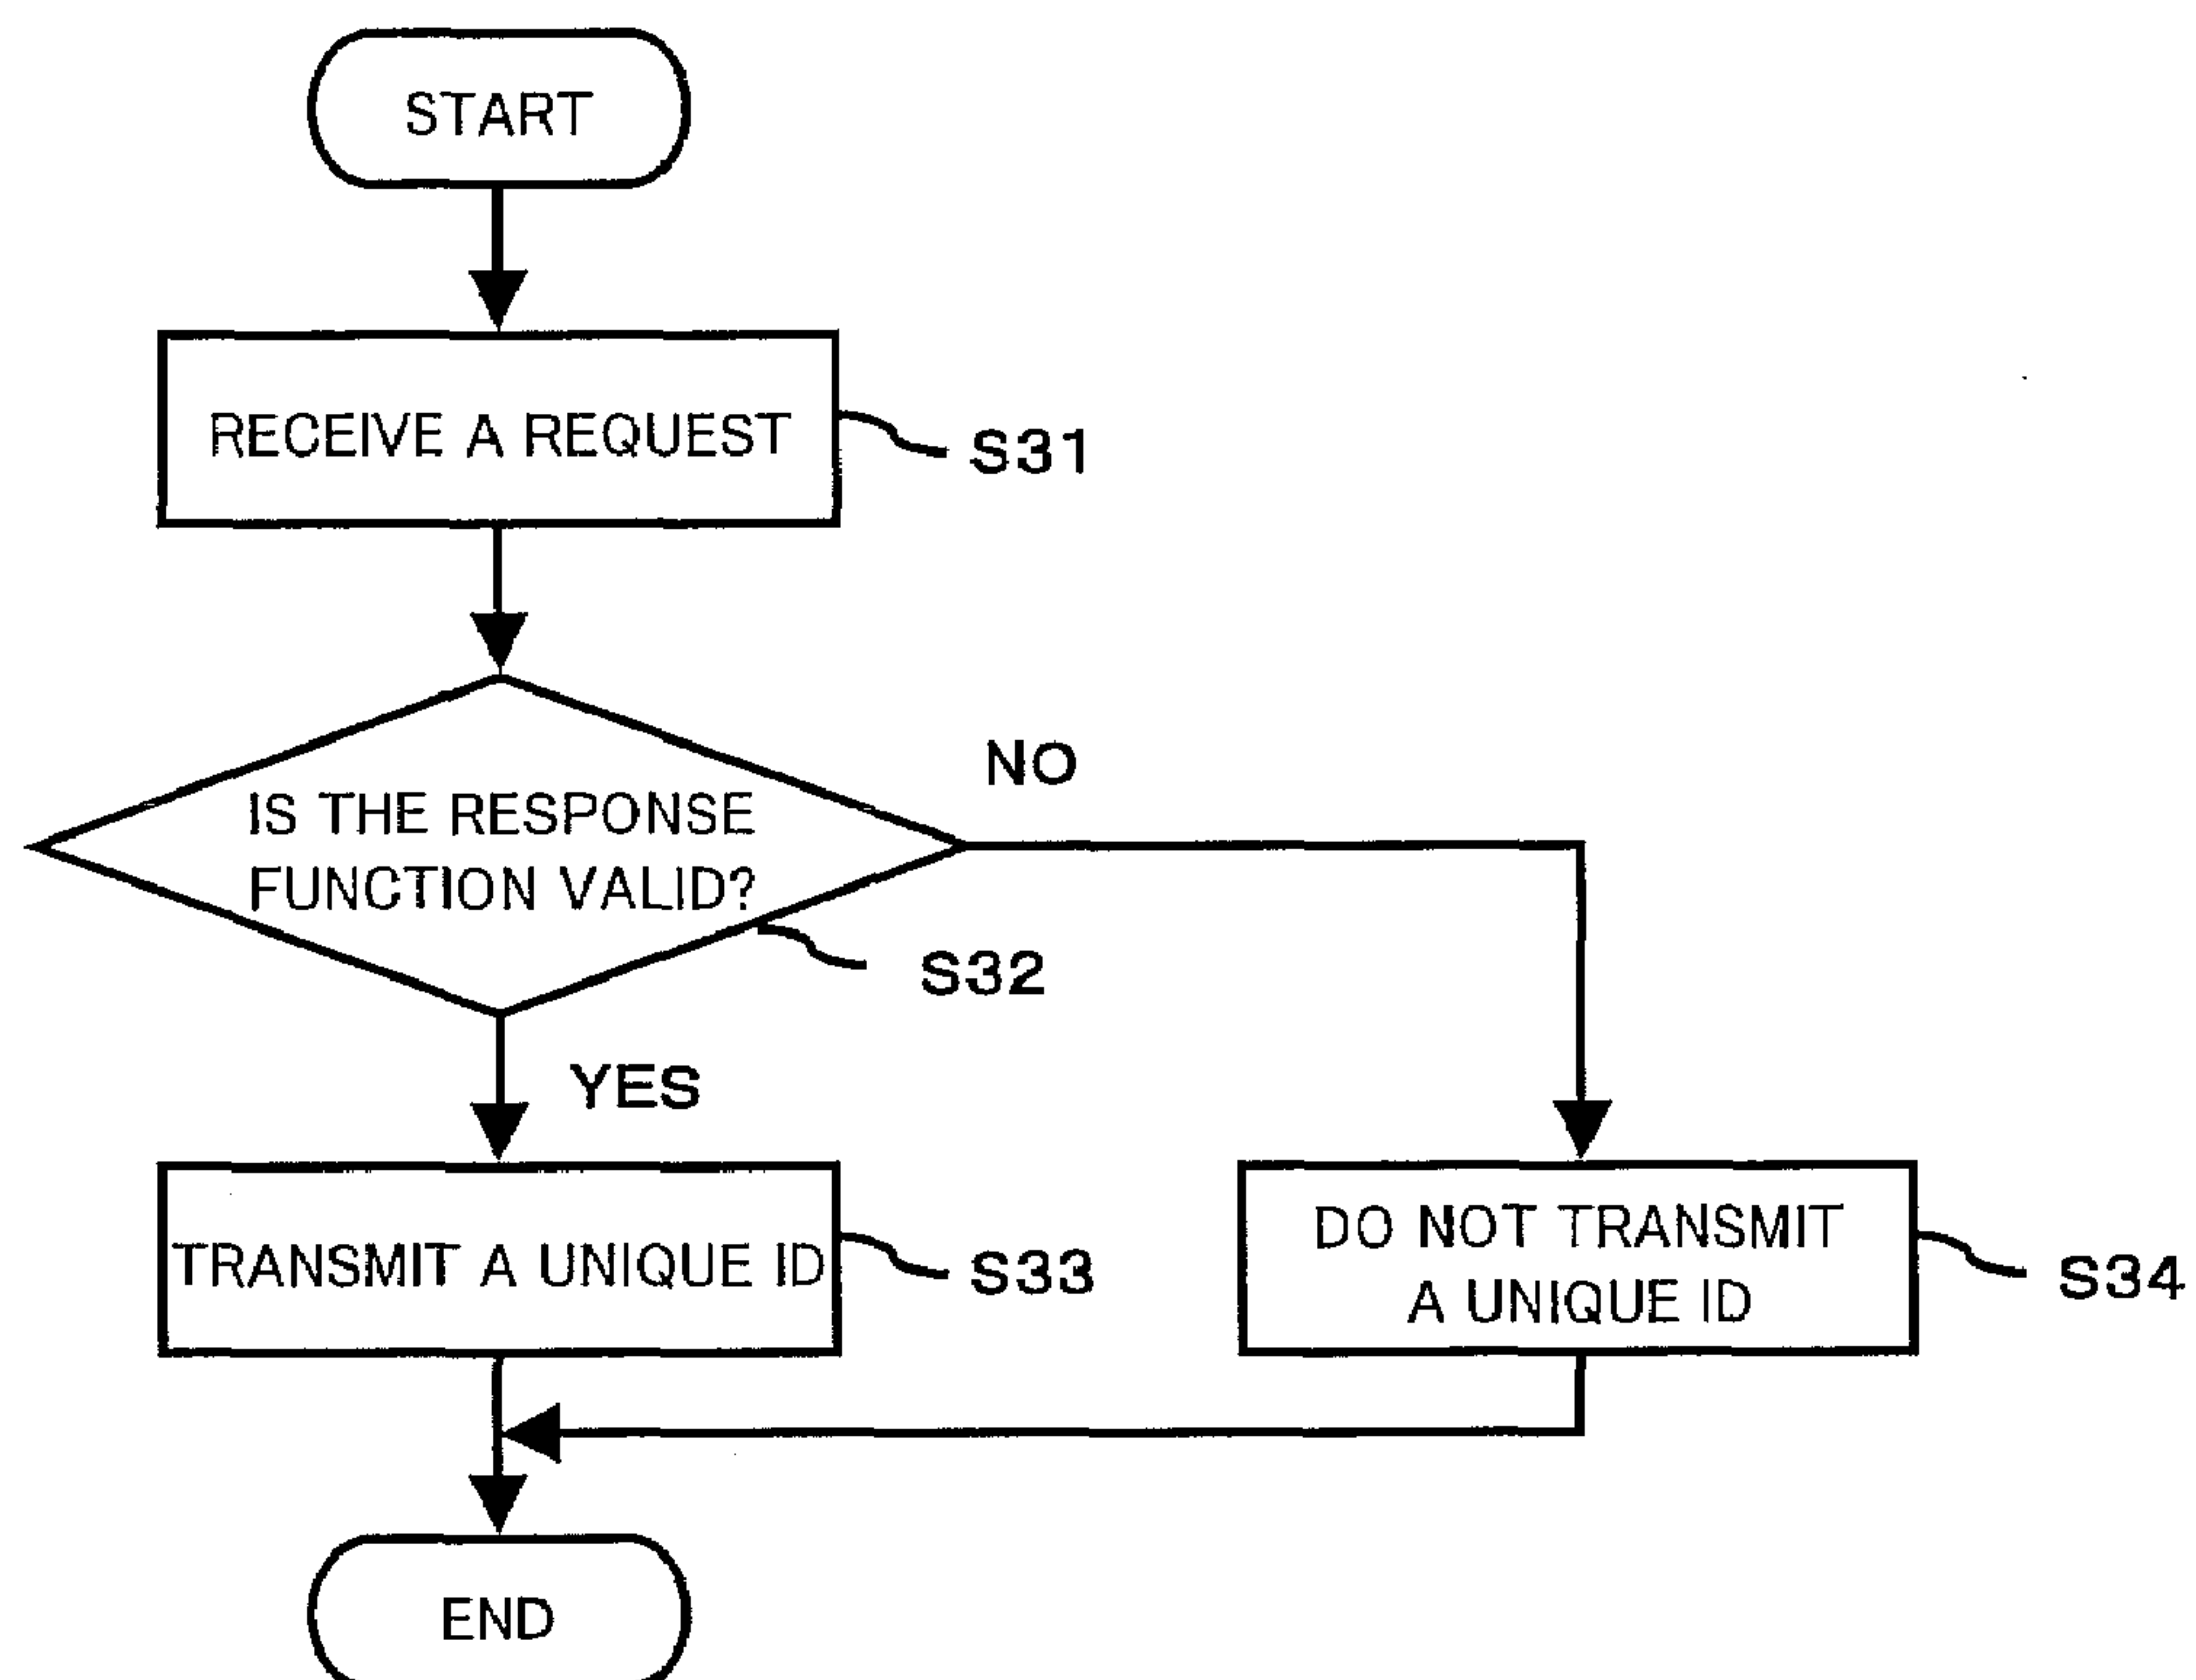 START
RECEIVE A REQUEST
S31
IS THE RESPONSE
FUNCTION VALID?
NO
S32
YES
TRANSMIT A UNIQUE ID
S33
DO NOT TRANSMIT
A UNIQUE ID
S34
END